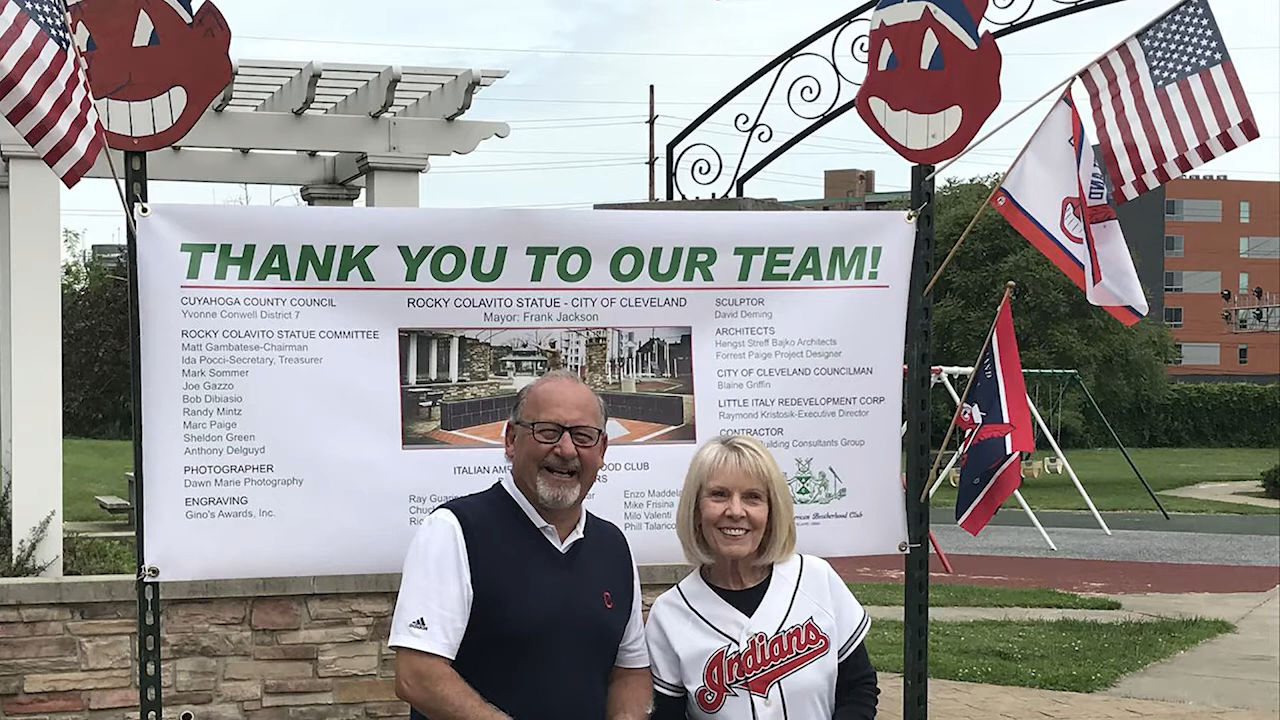 THANK YOU TO OUR TEAM!
CUYAHOGA COUNTY COUNCIL
Yvonne Conwell District 7
ROCKY COLAVITO STATUE COMMITTEE
Matt Gambatese-Chairman
Ida Pocci-Secretary, Treasurer
Mark Sommer
Joe Gazzo
Bob Dibiasio
Randy Mintz
Marc Paige
Sheldon Green
Anthony Delguyd
PHOTOGRAPHER
Dawn Marie Photography
ENGRAVING
Gino's Awards, Inc.
ROCKY COLAVITO STATUE - CITY OF CLEVELAND
Mayor: Frank Jackson
ITALIAN
Ray
Enzo
Mike Frisina
Milo Valenti
Phill Talarico
SCULPTOR
David Deming
ARCHITECTS
Hengst Streff Bajko Architects
Forrest Paige Project Designer
CITY OF CLEVELAND COUNCILMAN
Blaine Griffin
LITTLE ITALY REDEVELOPMENT CORP.
Raymond Kristosik-Executive Director
CONTRACTOR
Building Consultants Group
Brotherhood Club
adidas
C
Indians